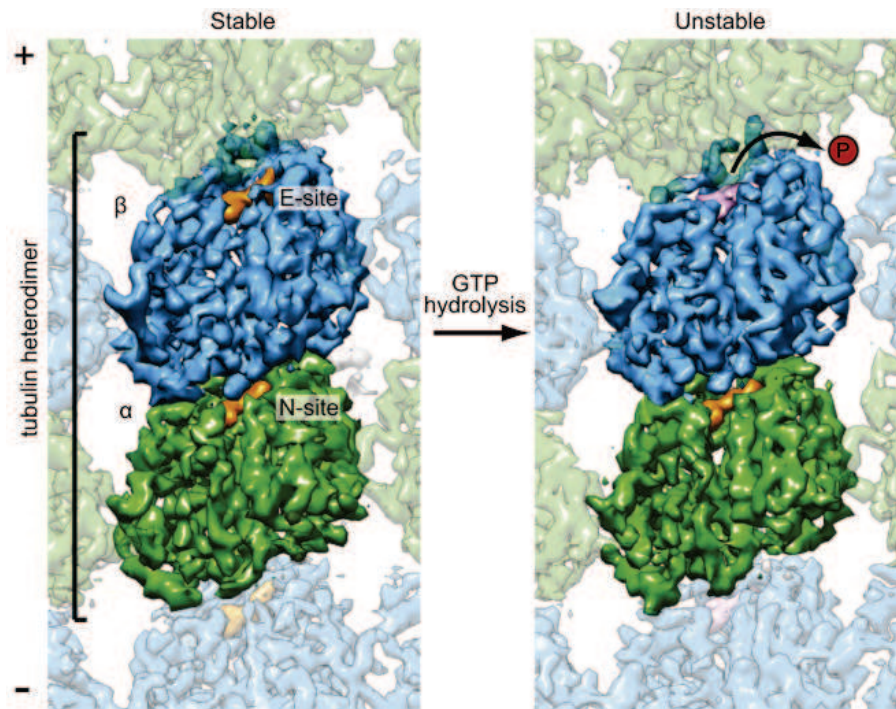 Stable
Unstable
+
β
E-site
P
tubulin heterodimer
GTP
hydrolysis
α
N-site
-